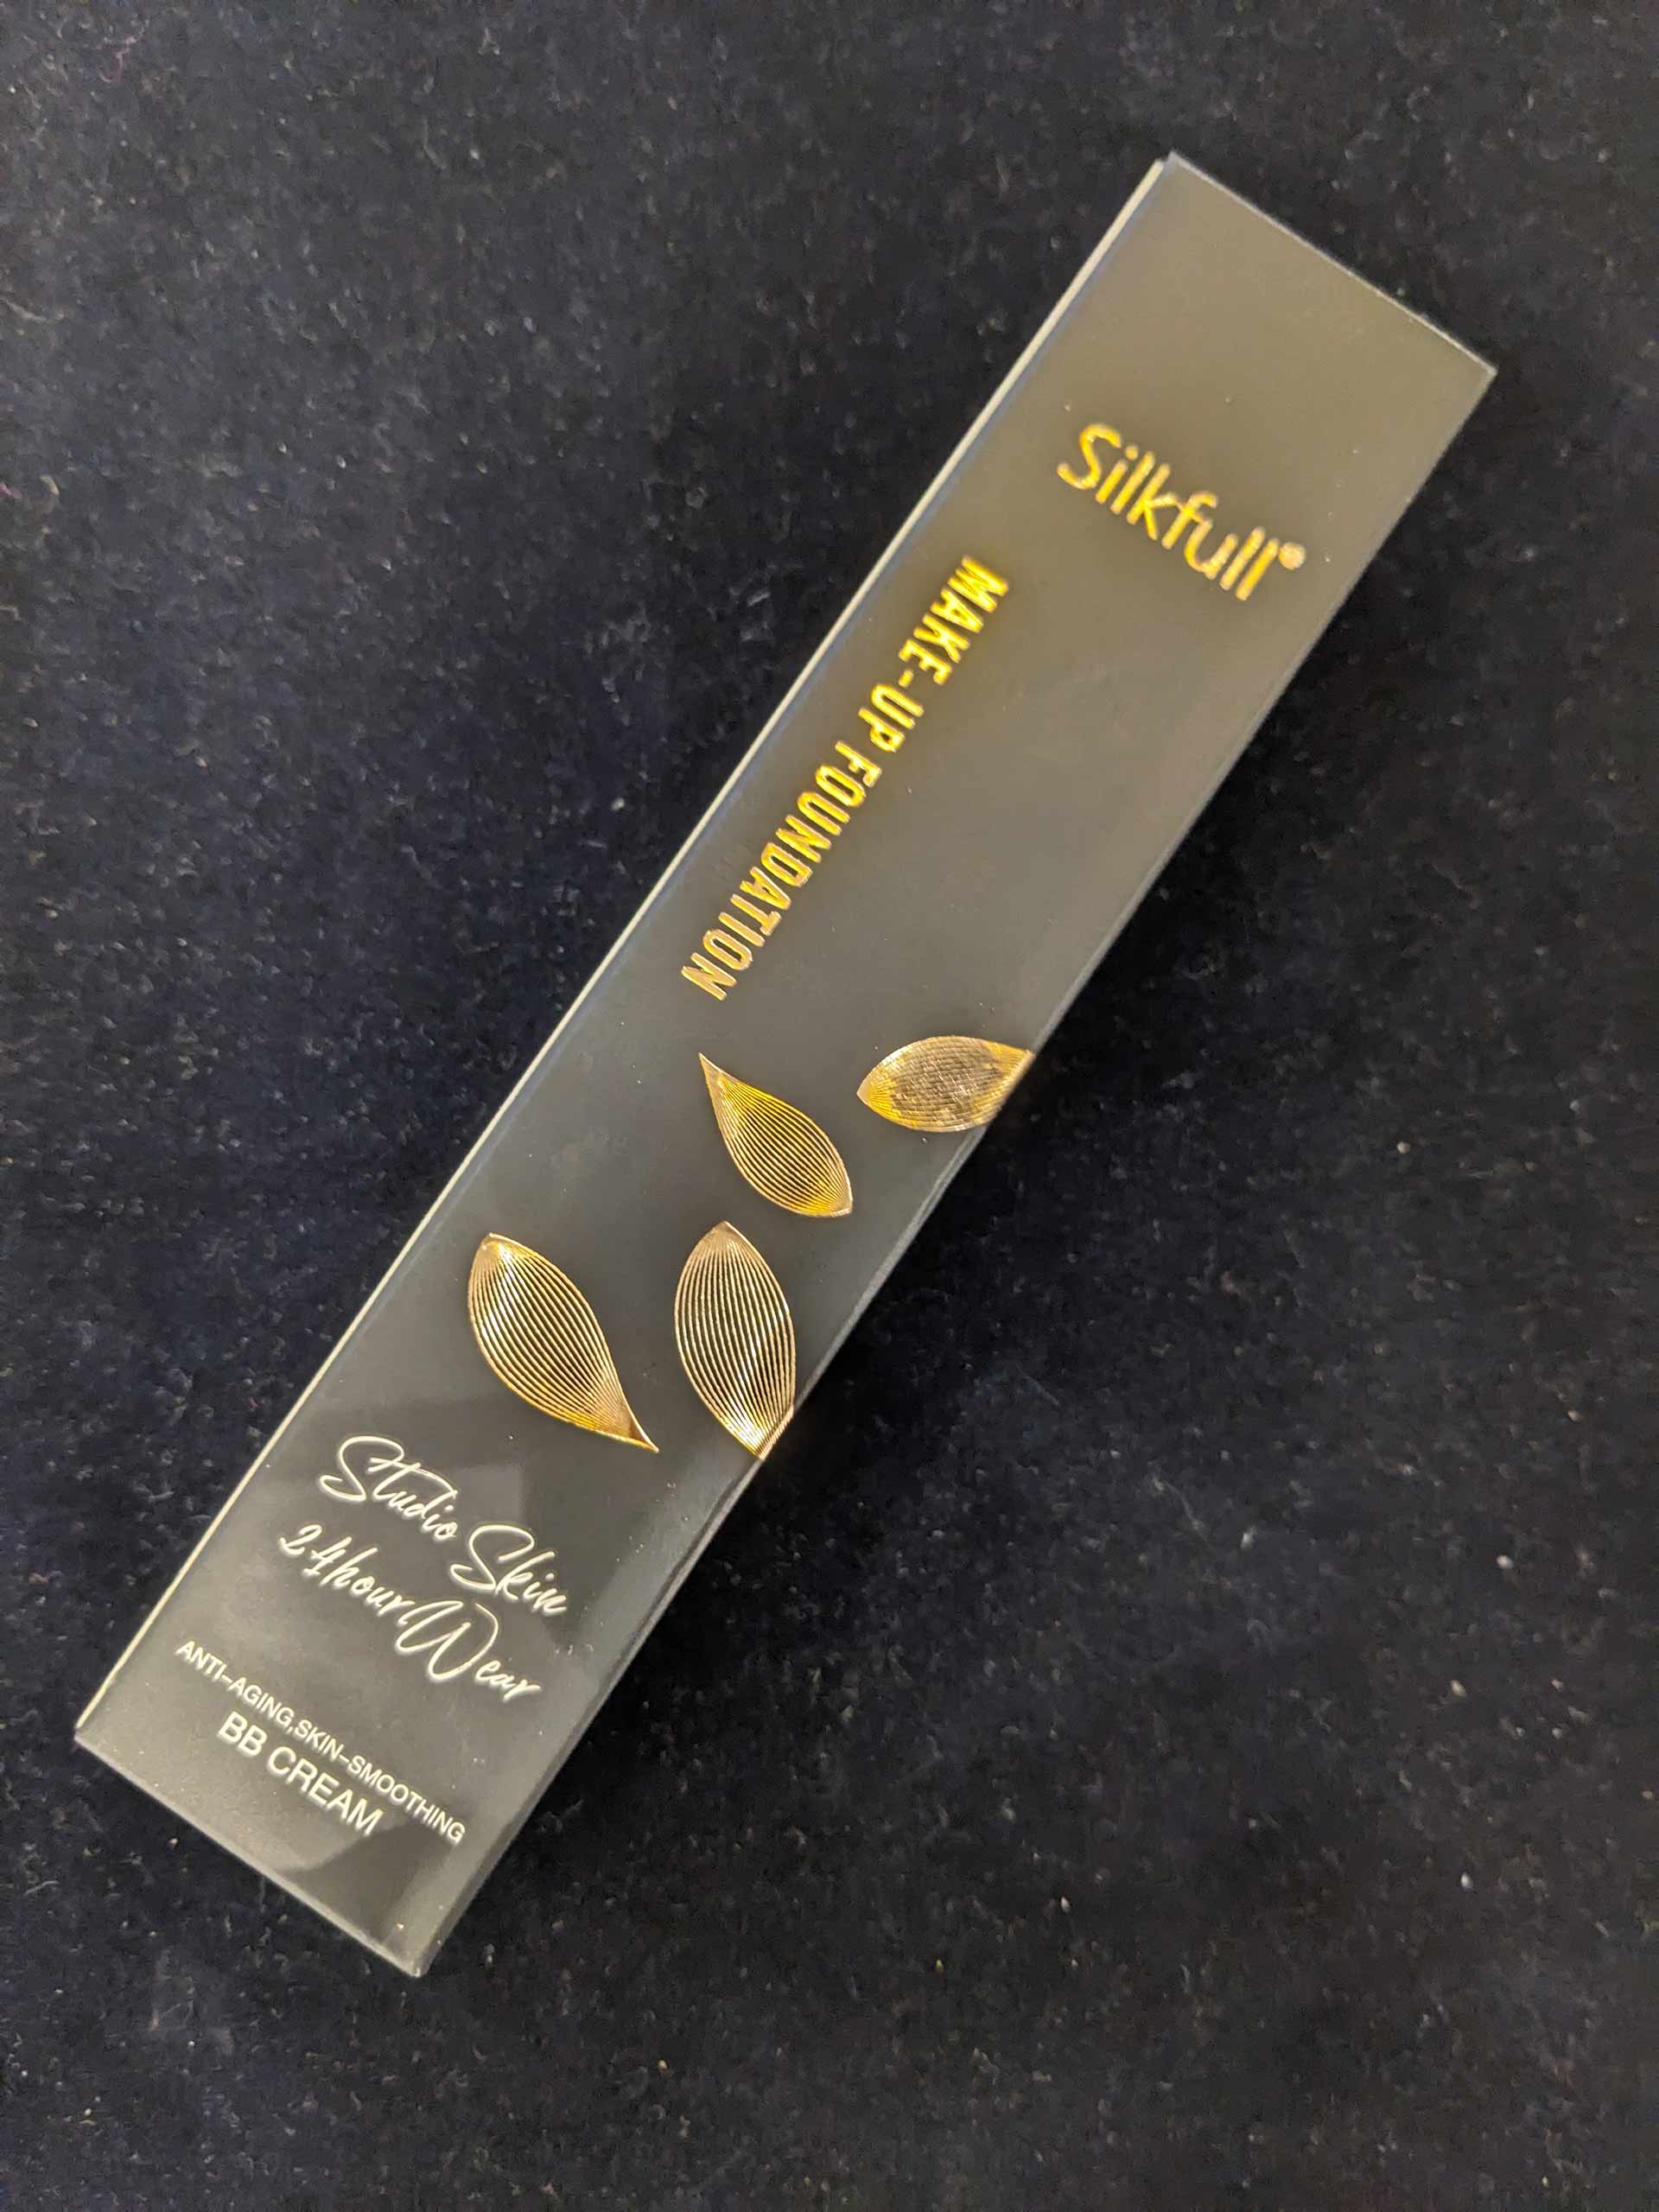 Silkfull®
MAKE-UP FOUNDATION
Studio Skin
24hour Wear
ANTI-AGING,SKIN-SMOOTHING
BB CREAM